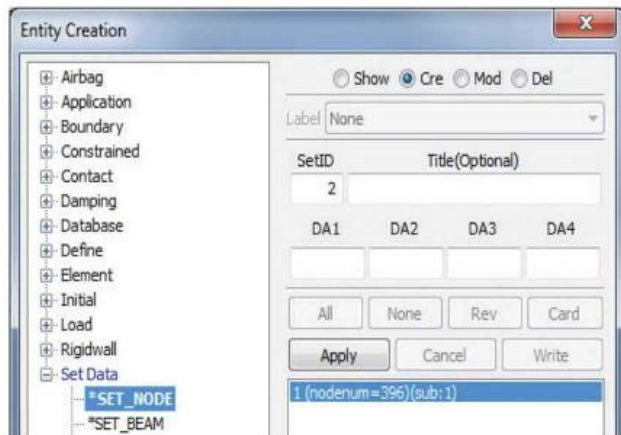 Entity Creation
x
Airbag
Application
Boundary
Constrained
Contact
Damping
Database
Define
Element
Initial
Load
Rigidwall
Set Data
*SET_NODE
*SET_BEAM
Show Cre Mod Del
Label None
SetID Title(Optional)
2
DA1 DA2 DA3 DA4
All None Rev Card
Apply Cancel Write
1 (nodenum=396)(sub:1)